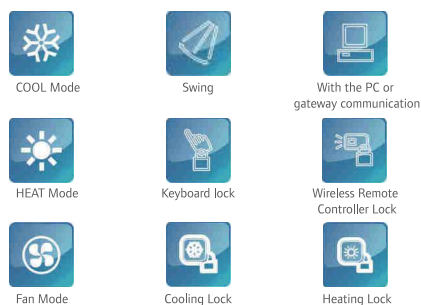 COOL Mode
Swing
With the PC or
gateway communication
HEAT Mode
Keyboard lock
Wireless Remote
Controller Lock
Fan Mode
Cooling Lock
Heating Lock